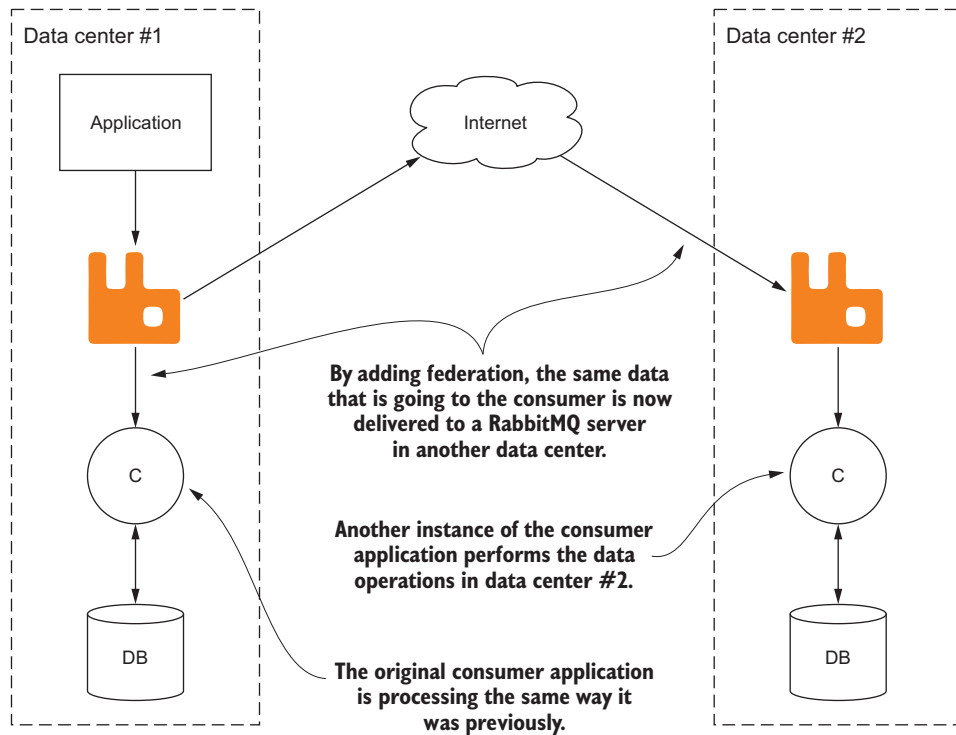 Data center #1
Data center #2
Application
Internet
By adding federation, the same data
that is going to the consumer is now
delivered to a RabbitMQ server
in another data center.
C
C
Another instance of the consumer
application performs the data
operations in data center #2.
DB
DB
The original consumer application
is processing the same way it
was previously.